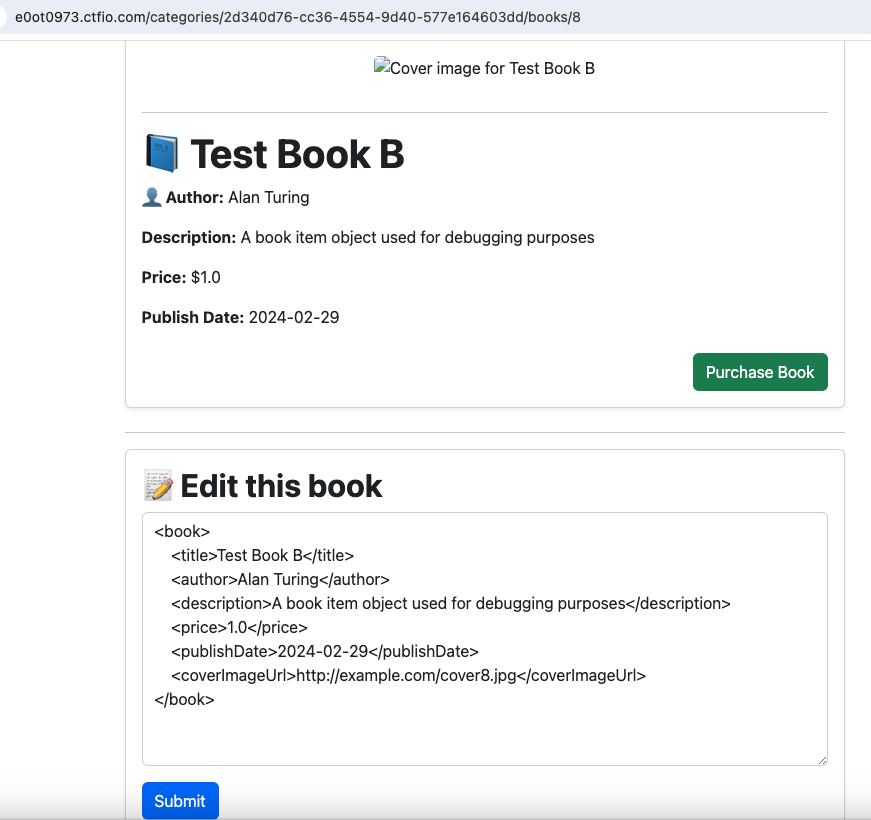 e0ot0973.ctfio.com/categories/2d340d76-cc36-4554-9d40-577e164603dd/books/8
Cover image for Test Book B
Test Book B
Author: Alan Turing
Description: A book item object used for debugging purposes
Price: $1.0
Publish Date: 2024-02-29
Purchase Book
Edit this book
<book>
    <title>Test Book B</title>
    <author>Alan Turing</author>
    <description>A book item object used for debugging purposes</description>
    <price>1.0</price>
    <publishDate>2024-02-29</publishDate>
    <coverImageUrl>http://example.com/cover8.jpg</coverImageUrl>
</book>
Submit